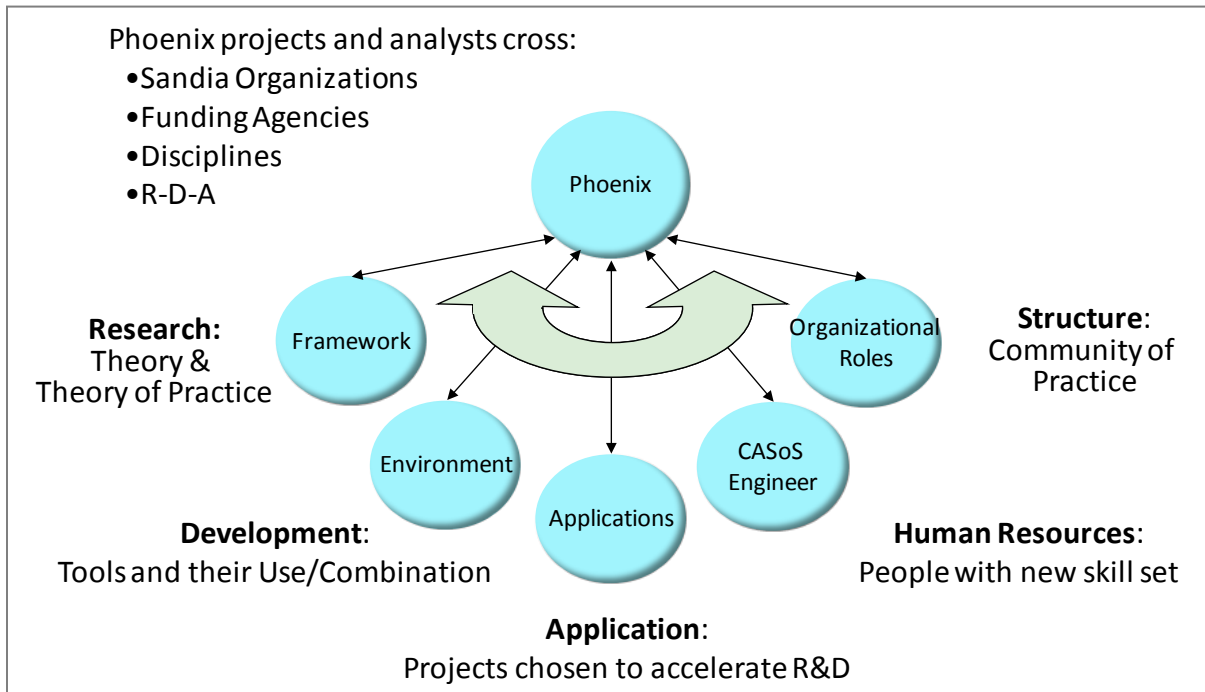 Phoenix projects and analysts cross:
•Sandia Organizations
•Funding Agencies
•Disciplines
•R-D-A
Phoenix
Research:
Theory &
Theory of Practice
Framework
Organizational
Roles
Structure:
Community of
Practice
Environment
Applications
CASoS
Engineer
Development:
Tools and their Use/Combination
Human Resources:
People with new skill set
Application:
Projects chosen to accelerate R&D